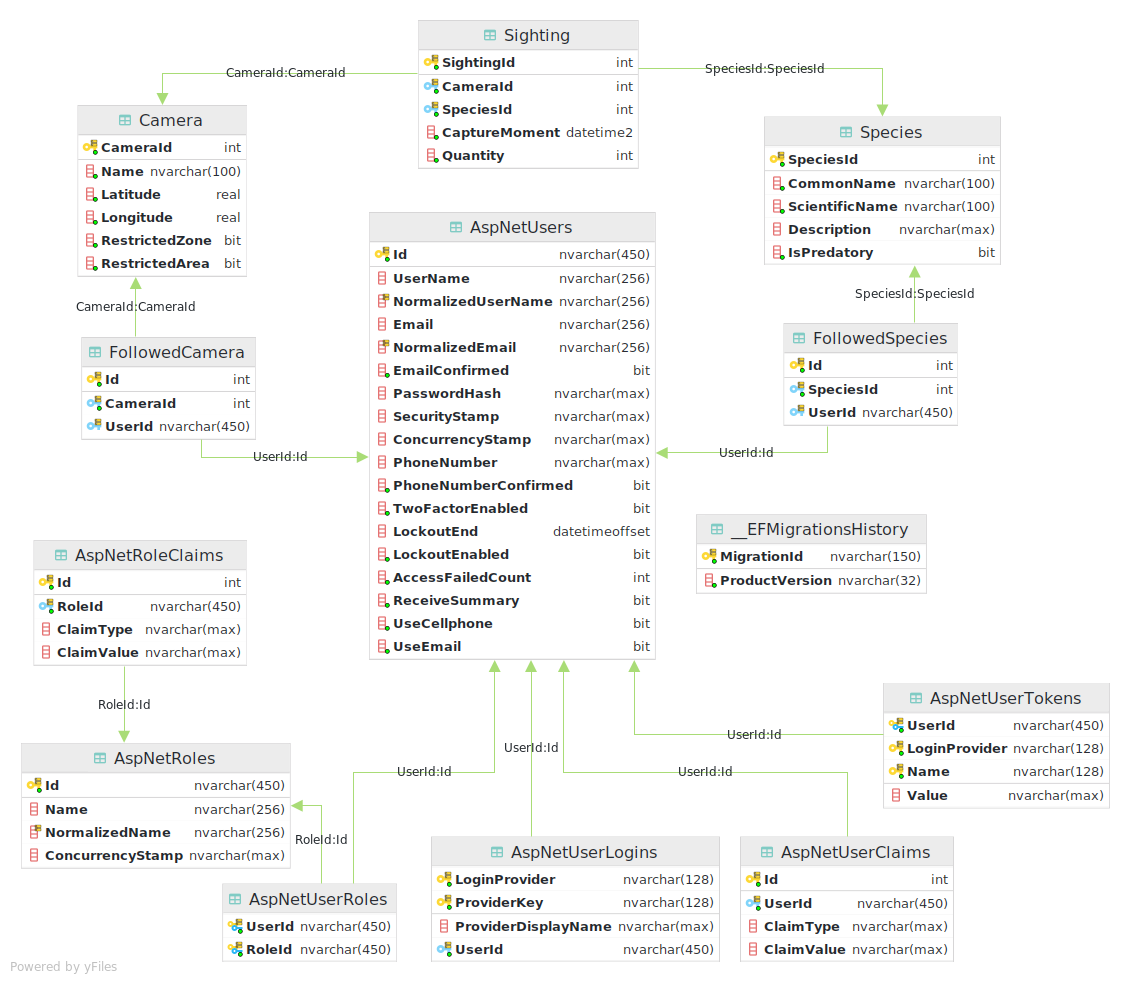 Sighting
SightingId int
CameraId int
SpeciesId int
CaptureMoment datetime2
Quantity int
CameraId:CameraId
SpeciesId:SpeciesId
Camera
CameraId int
Name nvarchar(100)
Latitude real
Longitude real
RestrictedZone bit
RestrictedArea bit
Species
SpeciesId int
CommonName nvarchar(100)
ScientificName nvarchar(100)
Description nvarchar(max)
IsPredatory bit
CameraId:CameraId
SpeciesId:SpeciesId
FollowedCamera
Id int
CameraId int
UserId nvarchar(450)
UserId:Id
AspNetUsers
Id nvarchar(450)
UserName nvarchar(256)
NormalizedUserName nvarchar(256)
Email nvarchar(256)
NormalizedEmail nvarchar(256)
EmailConfirmed bit
PasswordHash nvarchar(max)
SecurityStamp nvarchar(max)
ConcurrencyStamp nvarchar(max)
PhoneNumber nvarchar(max)
PhoneNumberConfirmed bit
TwoFactorEnabled bit
LockoutEnd datetimeoffset
LockoutEnabled bit
AccessFailedCount int
ReceiveSummary bit
UseCellphone bit
UseEmail bit
FollowedSpecies
Id int
SpeciesId int
UserId nvarchar(450)
UserId:Id
__EFMigrationsHistory
MigrationId nvarchar(150)
ProductVersion nvarchar(32)
AspNetRoleClaims
Id int
RoleId nvarchar(450)
ClaimType nvarchar(max)
ClaimValue nvarchar(max)
RoleId:Id
AspNetRoles
Id nvarchar(450)
Name nvarchar(256)
NormalizedName nvarchar(256)
ConcurrencyStamp nvarchar(max)
RoleId:Id
UserId:Id
UserId:Id
UserId:Id
UserId:Id
AspNetUserTokens
UserId nvarchar(450)
LoginProvider nvarchar(128)
Name nvarchar(128)
Value nvarchar(max)
AspNetUserRoles
UserId nvarchar(450)
RoleId nvarchar(450)
AspNetUserLogins
LoginProvider nvarchar(128)
ProviderKey nvarchar(128)
ProviderDisplayName nvarchar(max)
UserId nvarchar(450)
AspNetUserClaims
Id int
UserId nvarchar(450)
ClaimType nvarchar(max)
ClaimValue nvarchar(max)
Powered by yFiles